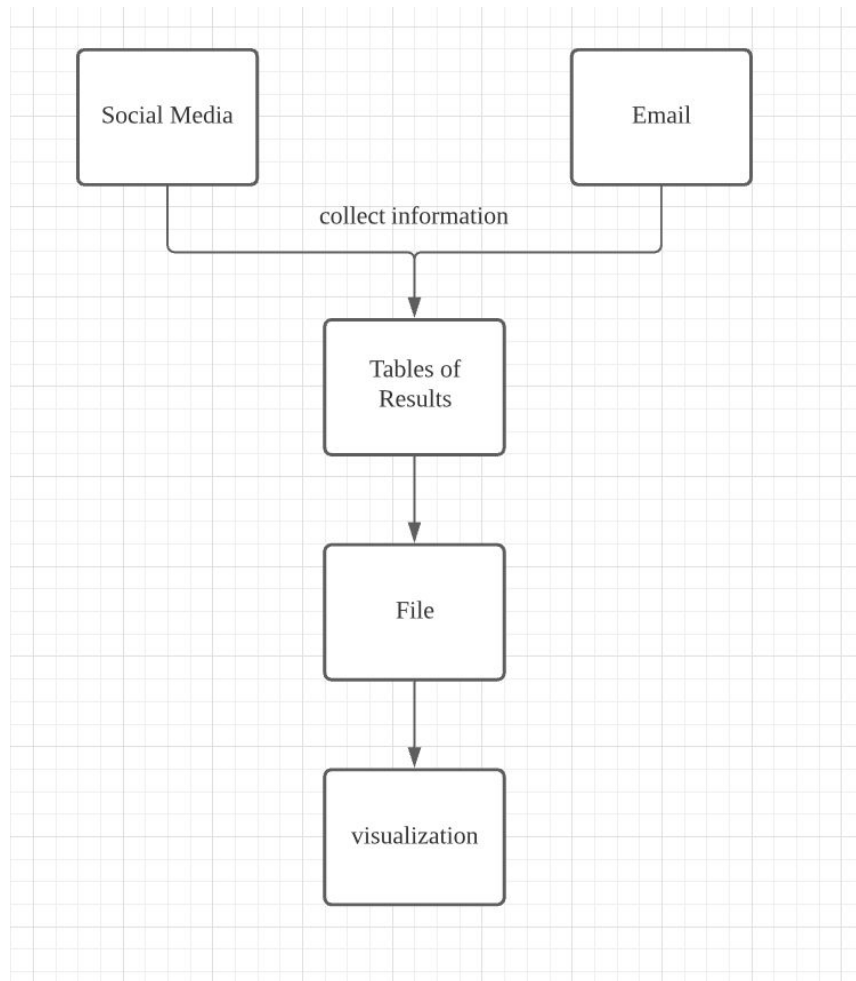 Social Media
Email
collect information
Tables of
Results
File
visualization